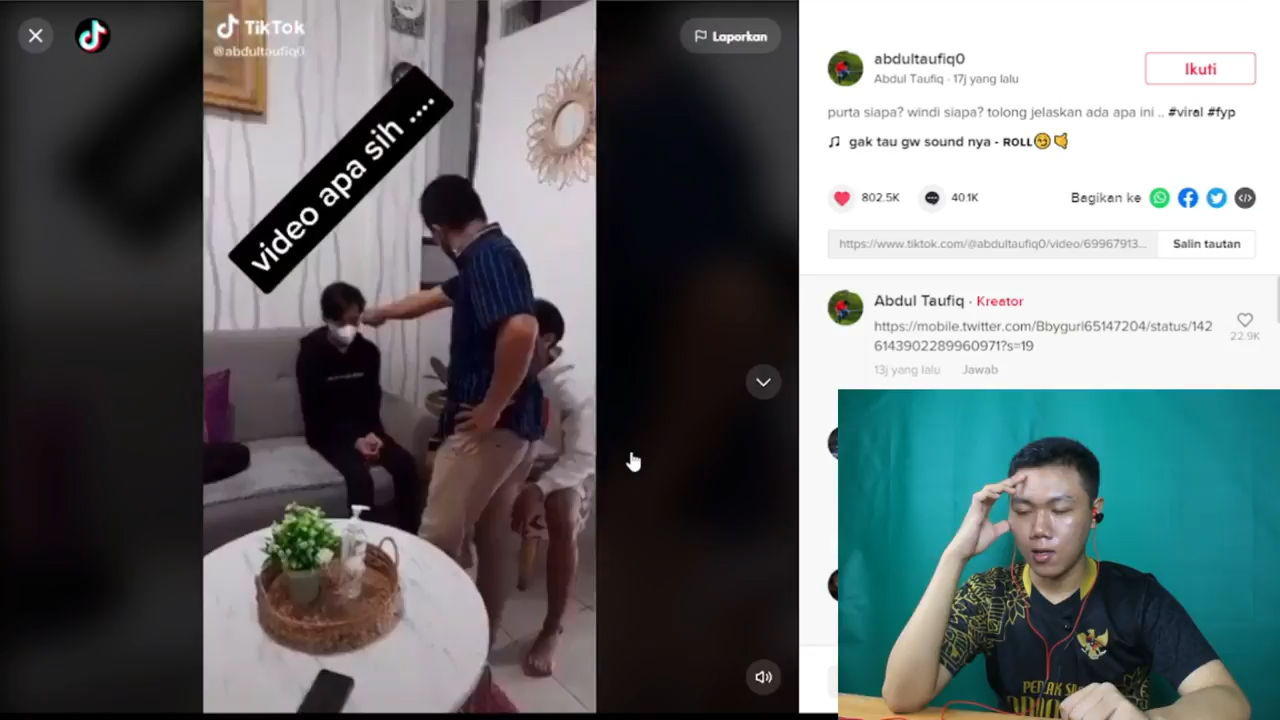 TikTok
@abdultaufiq0
video apa sih ....
Laporkan
abdultaufiq0
Abdul Taufiq · 17j yang lalu
Ikuti
purta siapa? windi siapa? tolong jelaskan ada apa ini .. #viral #fyp
gak tau gw sound nya - ROLL
802.5K
40.1K
Bagikan ke
https://www.tiktok.com/@abdultaufiq0/video/69967913...
Salin tautan
Abdul Taufiq · Kreator
https://mobile.twitter.com/Bbygurl65147204/status/142
6143902289960971?s=19
22.9K
13j yang lalu
Jawab